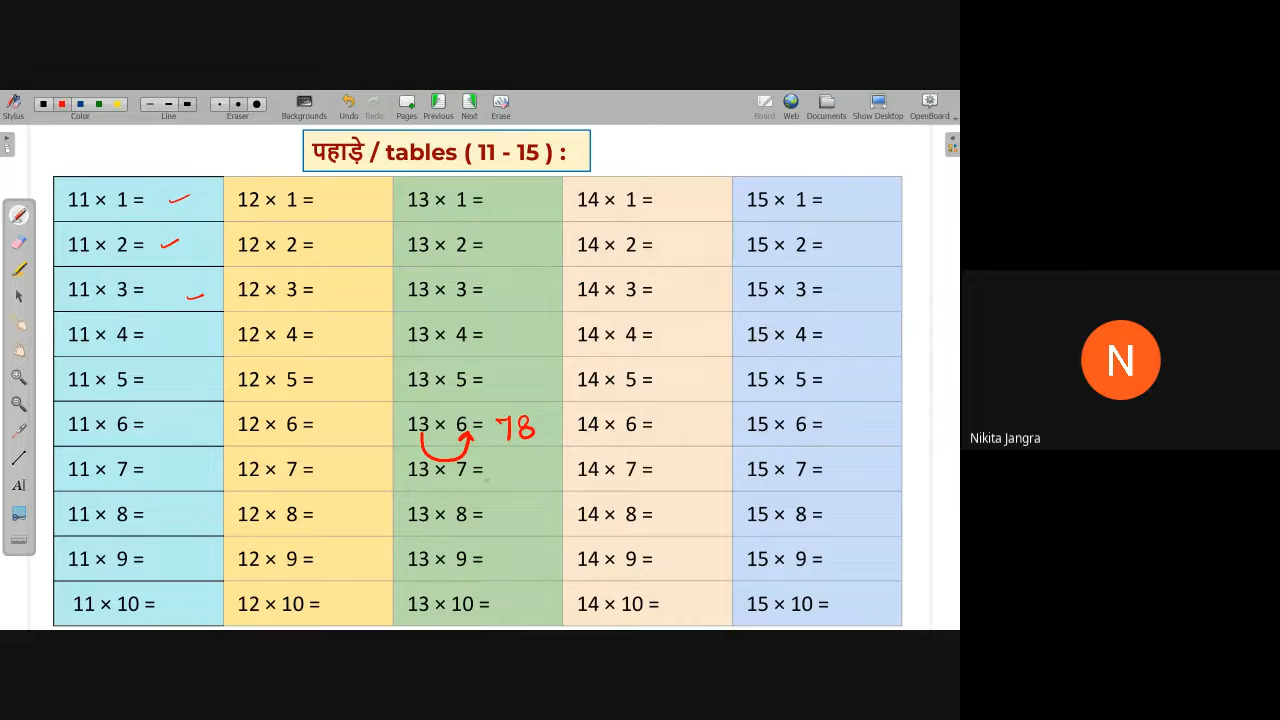 Stylus Color Line Eraser Backgrounds Undo Redo Pages Previous Next Erase Board Web Documents Show Desktop OpenBoard
पहाड़े / tables ( 11 - 15 ) :
11 × 1 = 12 × 1 = 13 × 1 = 14 × 1 = 15 × 1 =
11 × 2 = 12 × 2 = 13 × 2 = 14 × 2 = 15 × 2 =
11 × 3 = 12 × 3 = 13 × 3 = 14 × 3 = 15 × 3 =
11 × 4 = 12 × 4 = 13 × 4 = 14 × 4 = 15 × 4 =
11 × 5 = 12 × 5 = 13 × 5 = 14 × 5 = 15 × 5 =
11 × 6 = 12 × 6 = 13 × 6 = 78 14 × 6 = 15 × 6 =
11 × 7 = 12 × 7 = 13 × 7 = 14 × 7 = 15 × 7 =
11 × 8 = 12 × 8 = 13 × 8 = 14 × 8 = 15 × 8 =
11 × 9 = 12 × 9 = 13 × 9 = 14 × 9 = 15 × 9 =
11 × 10 = 12 × 10 = 13 × 10 = 14 × 10 = 15 × 10 =
N
Nikita Jangra